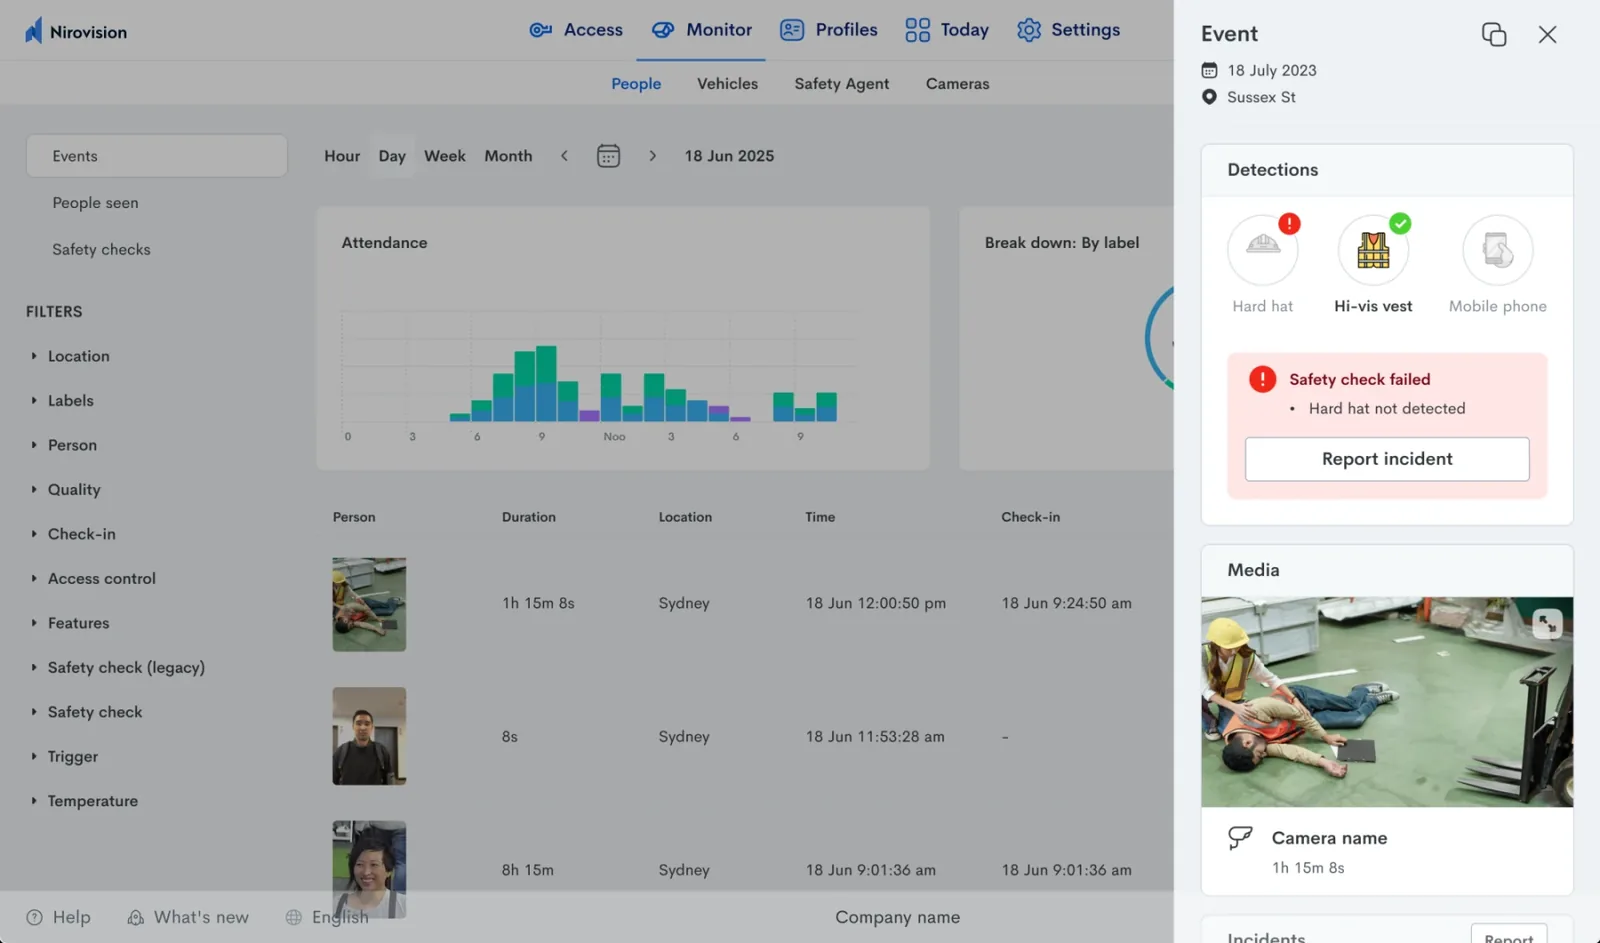 Nirovision
Access
Monitor
Profiles
Today
Settings
People
Vehicles
Safety Agent
Cameras
Events
People seen
Safety checks
FILTERS
Location
Labels
Person
Quality
Check-in
Access control
Features
Safety check (legacy)
Safety check
Trigger
Temperature
Hour
Day
Week
Month
18 Jun 2025
Attendance
0 3 6 9 Noo 3 6 9
Break down: By label
Person Duration Location Time Check-in
1h 15m 8s Sydney 18 Jun 12:00:50 pm 18 Jun 9:24:50 am
8s Sydney 18 Jun 11:53:28 am -
8h 15m Sydney 18 Jun 9:01:36 am 18 Jun 9:01:36 am
Help
What's new
English
Company name
Event
18 July 2023
Sussex St
Detections
Hard hat
Hi-vis vest
Mobile phone
Safety check failed
• Hard hat not detected
Report incident
Media
Camera name
1h 15m 8s
Incidents
Report